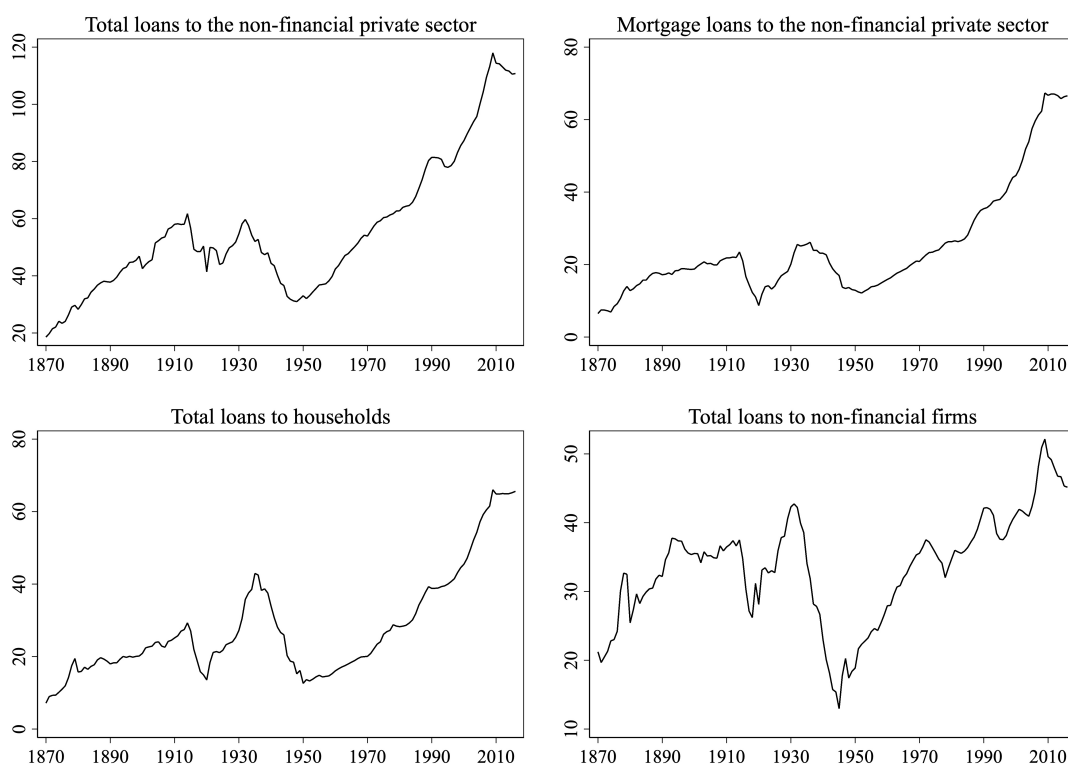 Total loans to the non-financial private sector
120
100
80
60
40
20
1870 1890 1910 1930 1950 1970 1990 2010
Mortgage loans to the non-financial private sector
80
60
40
20
0
1870 1890 1910 1930 1950 1970 1990 2010
Total loans to households
80
60
40
20
0
1870 1890 1910 1930 1950 1970 1990 2010
Total loans to non-financial firms
50
40
30
20
10
1870 1890 1910 1930 1950 1970 1990 2010